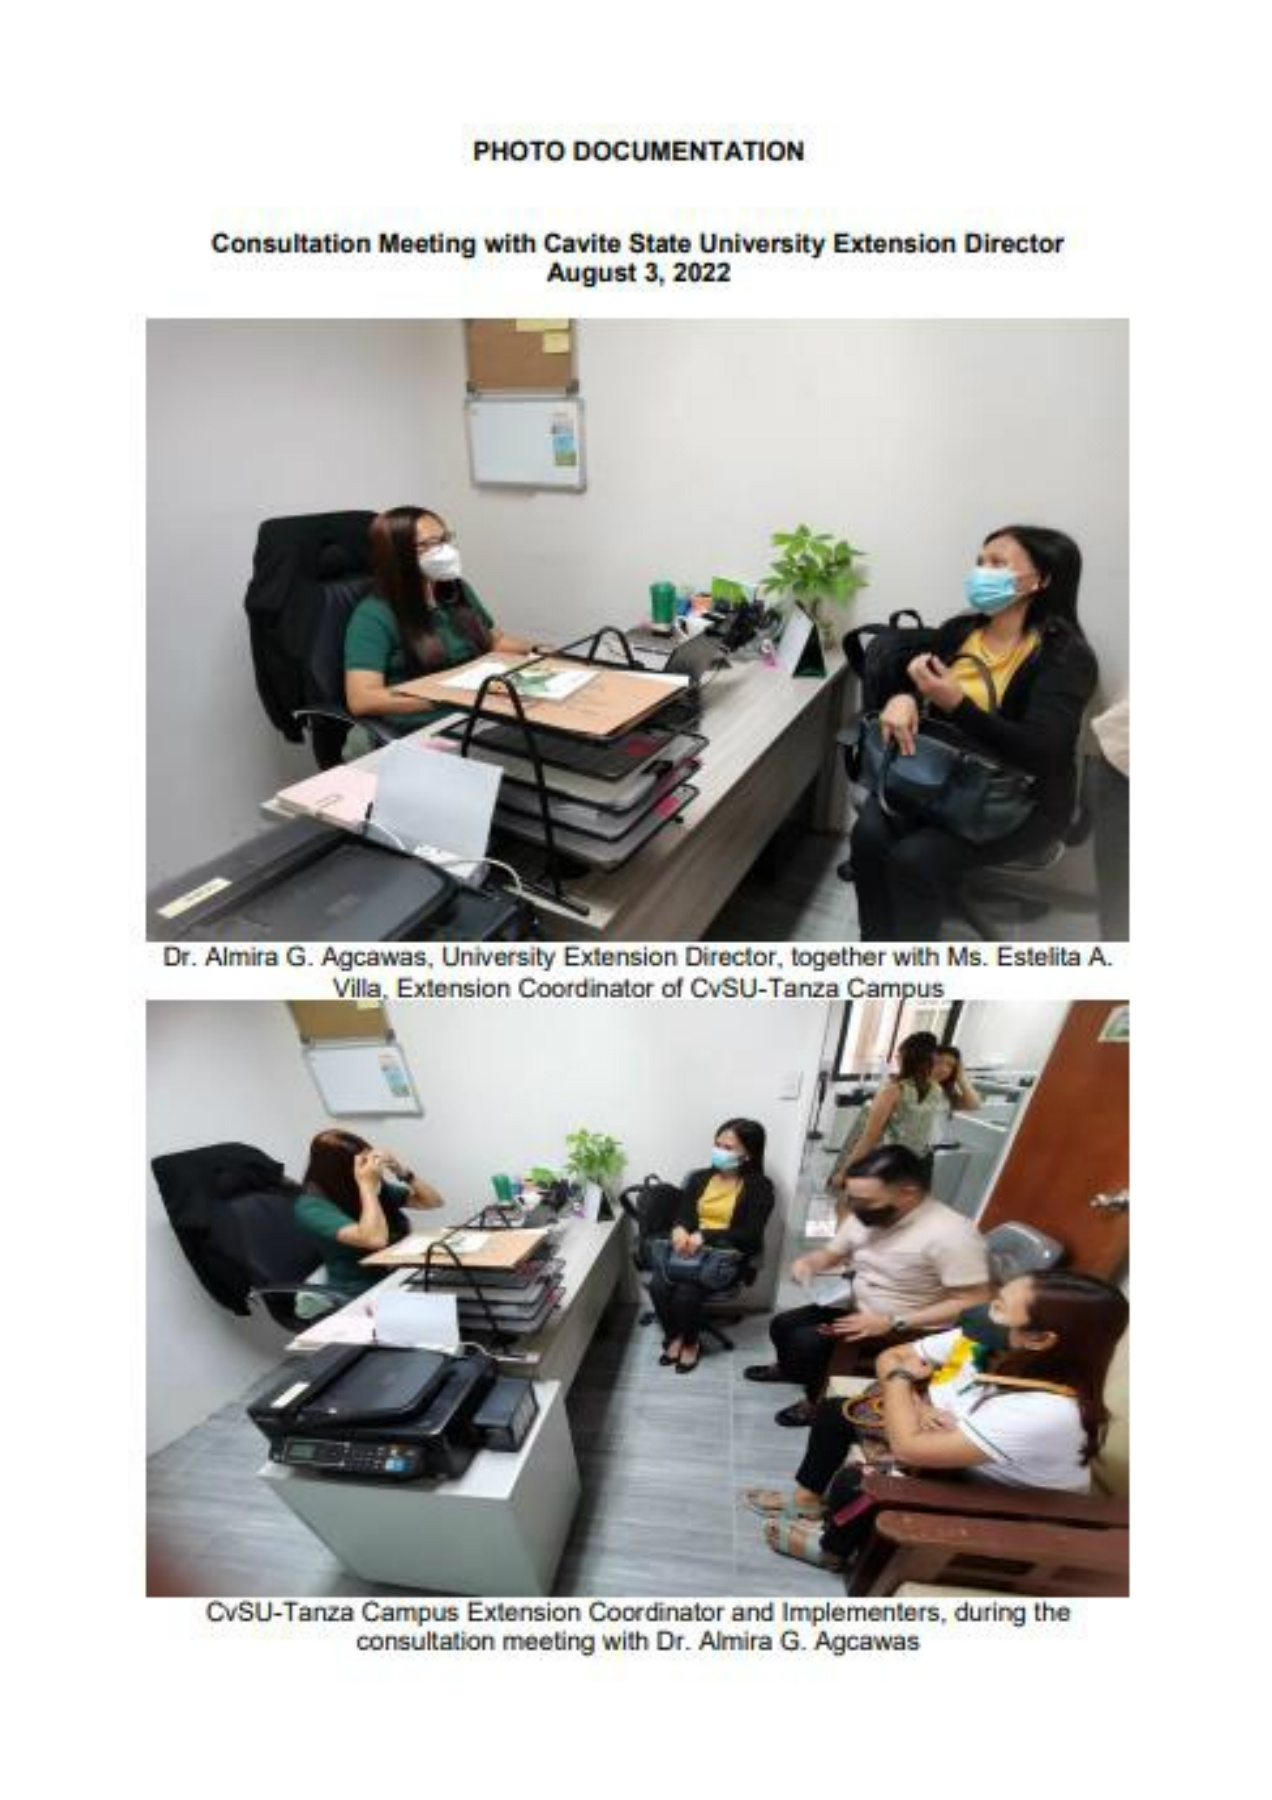 PHOTO DOCUMENTATION
Consultation Meeting with Cavite State University Extension Director
August 3, 2022
Dr. Almira G. Agcawas, University Extension Director, together with Ms. Estelita A.
Villa, Extension Coordinator of CvSU-Tanza Campus
CvSU-Tanza Campus Extension Coordinator and Implementers, during the
consultation meeting with Dr. Almira G. Agcawas